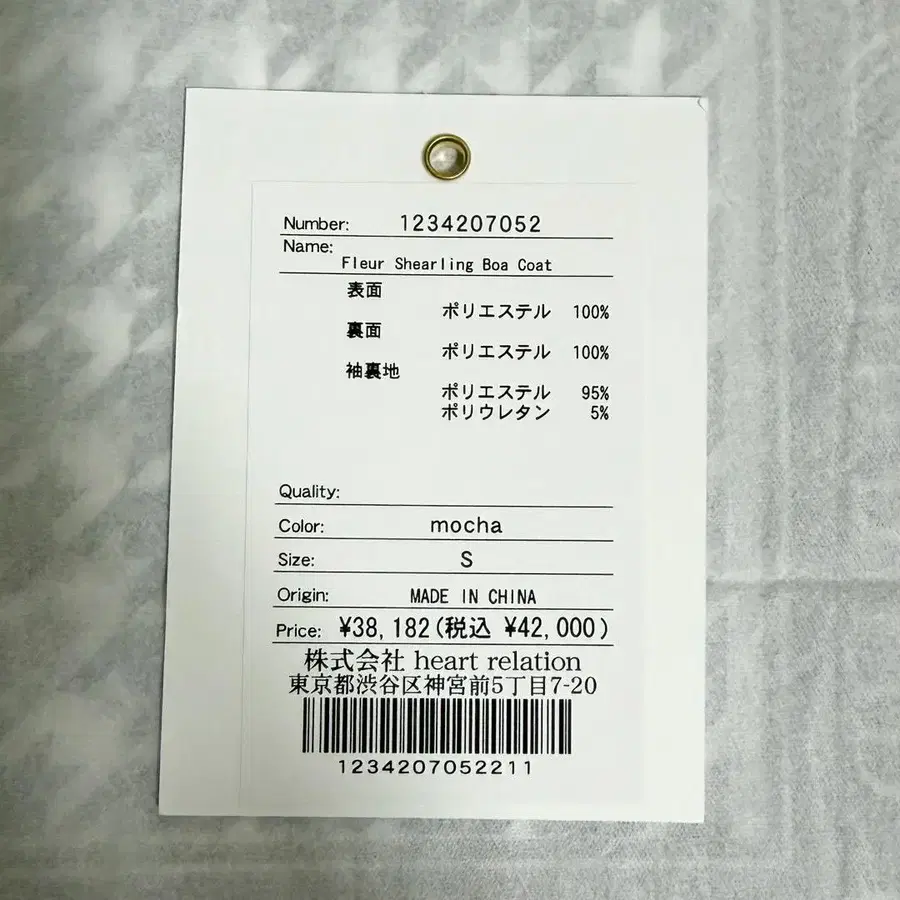 Number: 1234207052
Name:
Fleur Shearling Boa Coat
表面
ポリエステル 100%
裏面
ポリエステル 100%
袖裏地
ポリエステル 95%
ポリウレタン 5%
Quality:
Color: mocha
Size: S
Origin: MADE IN CHINA
Price: ¥38,182(税込 ¥42,000)
株式会社 heart relation
東京都渋谷区神宮前5丁目7-20
1234207052211